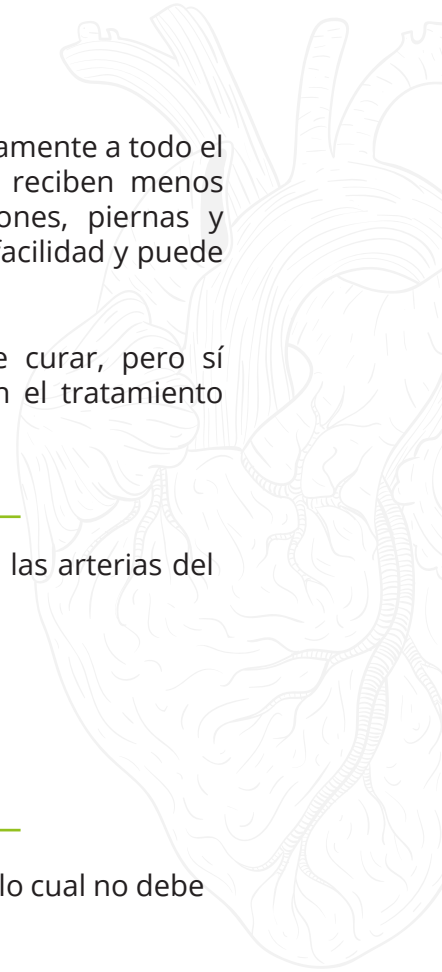 amente a todo el
reciben menos
ones, piernas y
facilidad y puede
e curar, pero sí
n el tratamiento
las arterias del
lo cual no debe